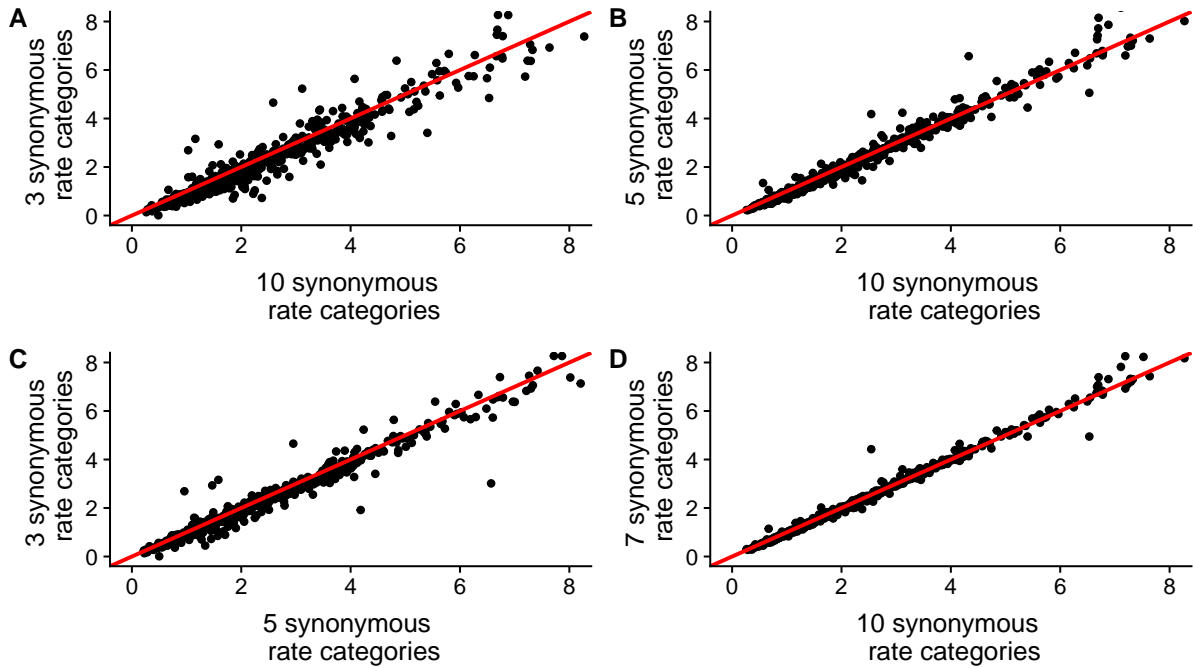 A
3 synonymous
rate categories
8
6
4
2
0
0 2 4 6 8
10 synonymous
rate categories
B
5 synonymous
rate categories
8
6
4
2
0
0 2 4 6 8
10 synonymous
rate categories
C
3 synonymous
rate categories
8
6
4
2
0
0 2 4 6 8
5 synonymous
rate categories
D
7 synonymous
rate categories
8
6
4
2
0
0 2 4 6 8
10 synonymous
rate categories